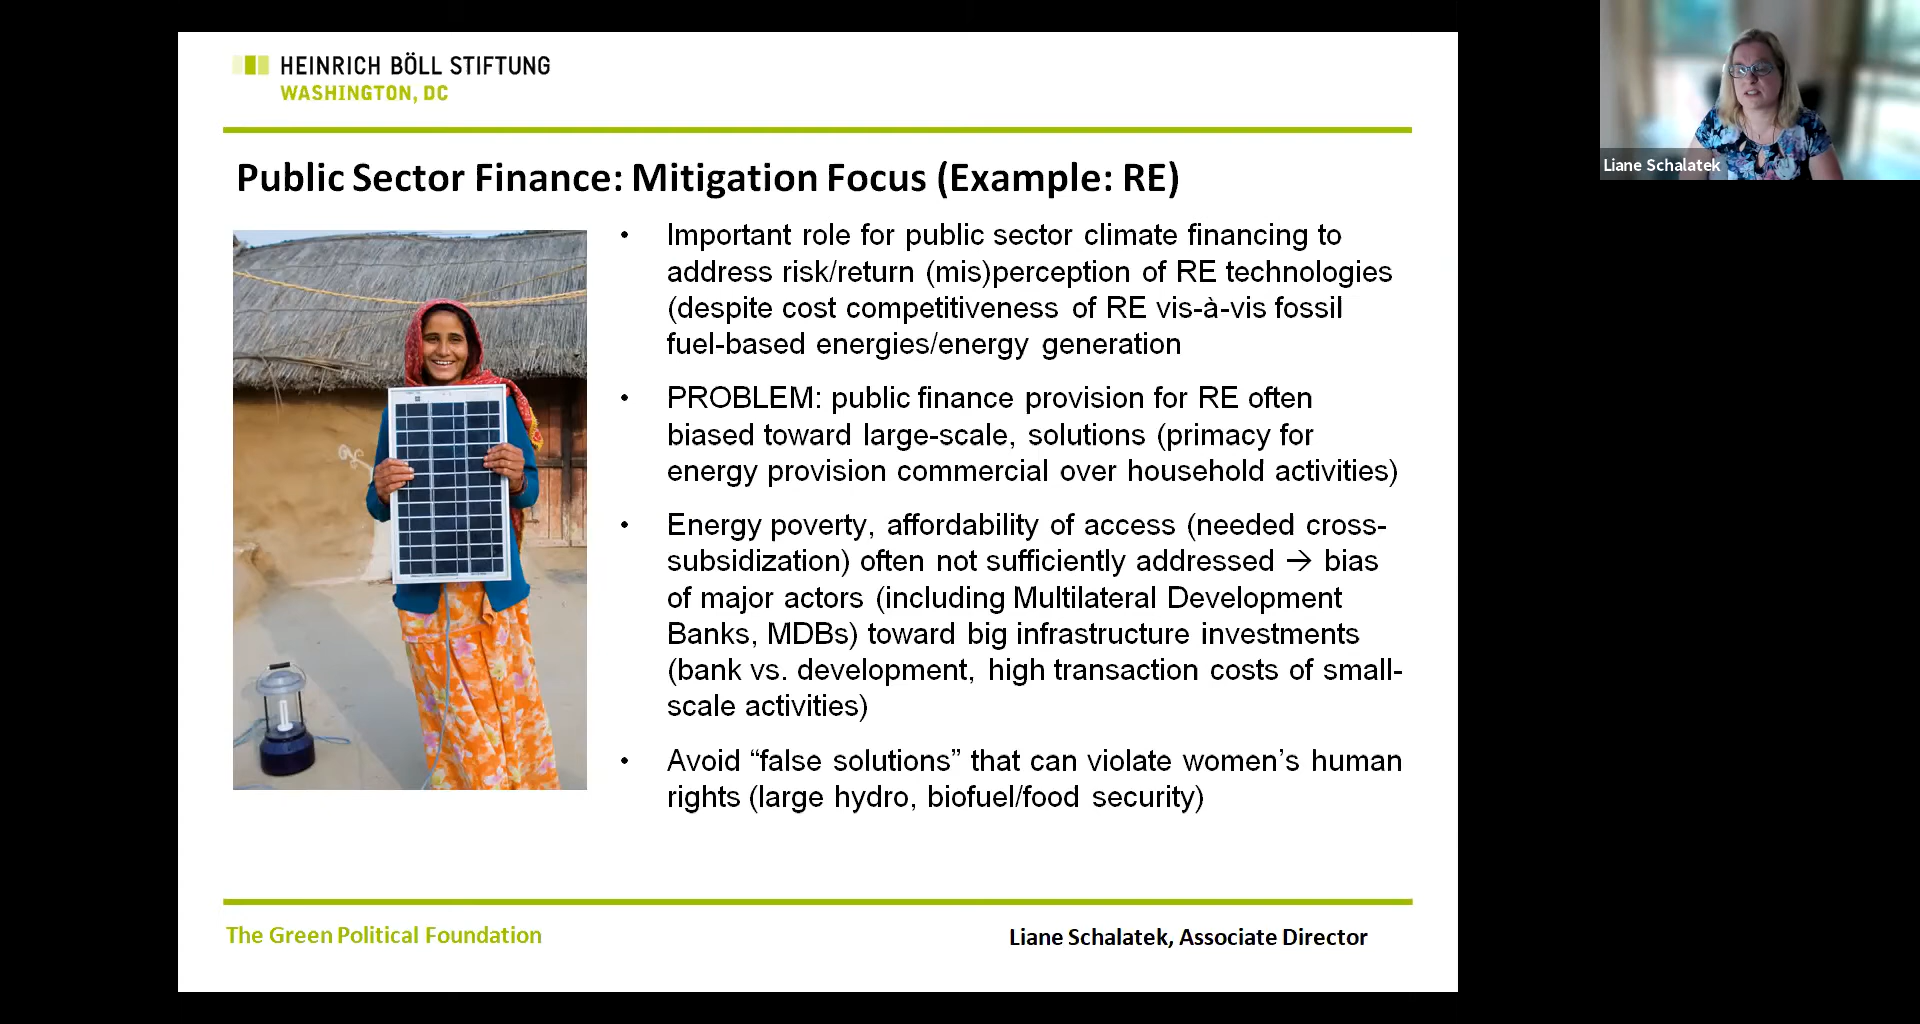 HEINRICH BÖLL STIFTUNG
WASHINGTON, DC
Public Sector Finance: Mitigation Focus (Example: RE)
• Important role for public sector climate financing to
address risk/return (mis)perception of RE technologies
(despite cost competitiveness of RE vis-à-vis fossil
fuel-based energies/energy generation
• PROBLEM: public finance provision for RE often
biased toward large-scale, solutions (primacy for
energy provision commercial over household activities)
• Energy poverty, affordability of access (needed cross-
subsidization) often not sufficiently addressed → bias
of major actors (including Multilateral Development
Banks, MDBs) toward big infrastructure investments
(bank vs. development, high transaction costs of small-
scale activities)
• Avoid “false solutions” that can violate women’s human
rights (large hydro, biofuel/food security)
The Green Political Foundation
Liane Schalatek, Associate Director
Liane Schalatek